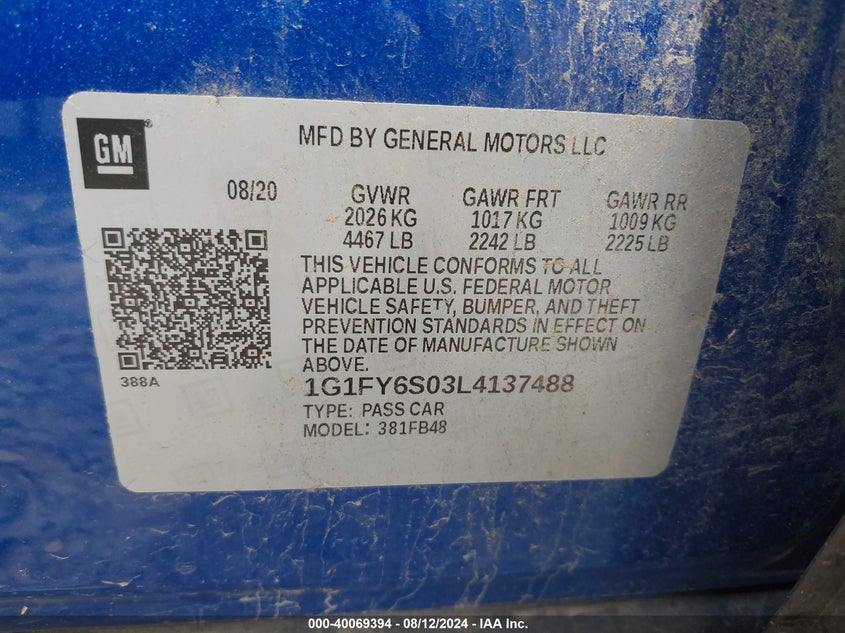 GM
MFD BY GENERAL MOTORS LLC
08/20 GVWR GAWR FRT GAWR RR
2026 KG 1017 KG 1009 KG
4467 LB 2242 LB 2225 LB
THIS VEHICLE CONFORMS TO ALL
APPLICABLE U.S. FEDERAL MOTOR
VEHICLE SAFETY, BUMPER, AND THEFT
PREVENTION STANDARDS IN EFFECT ON
THE DATE OF MANUFACTURE SHOWN
ABOVE.
388A
1G1FY6S03L4137488
TYPE: PASS CAR
MODEL: 381FB48
000-40069394 - 08/12/2024 - IAA Inc.